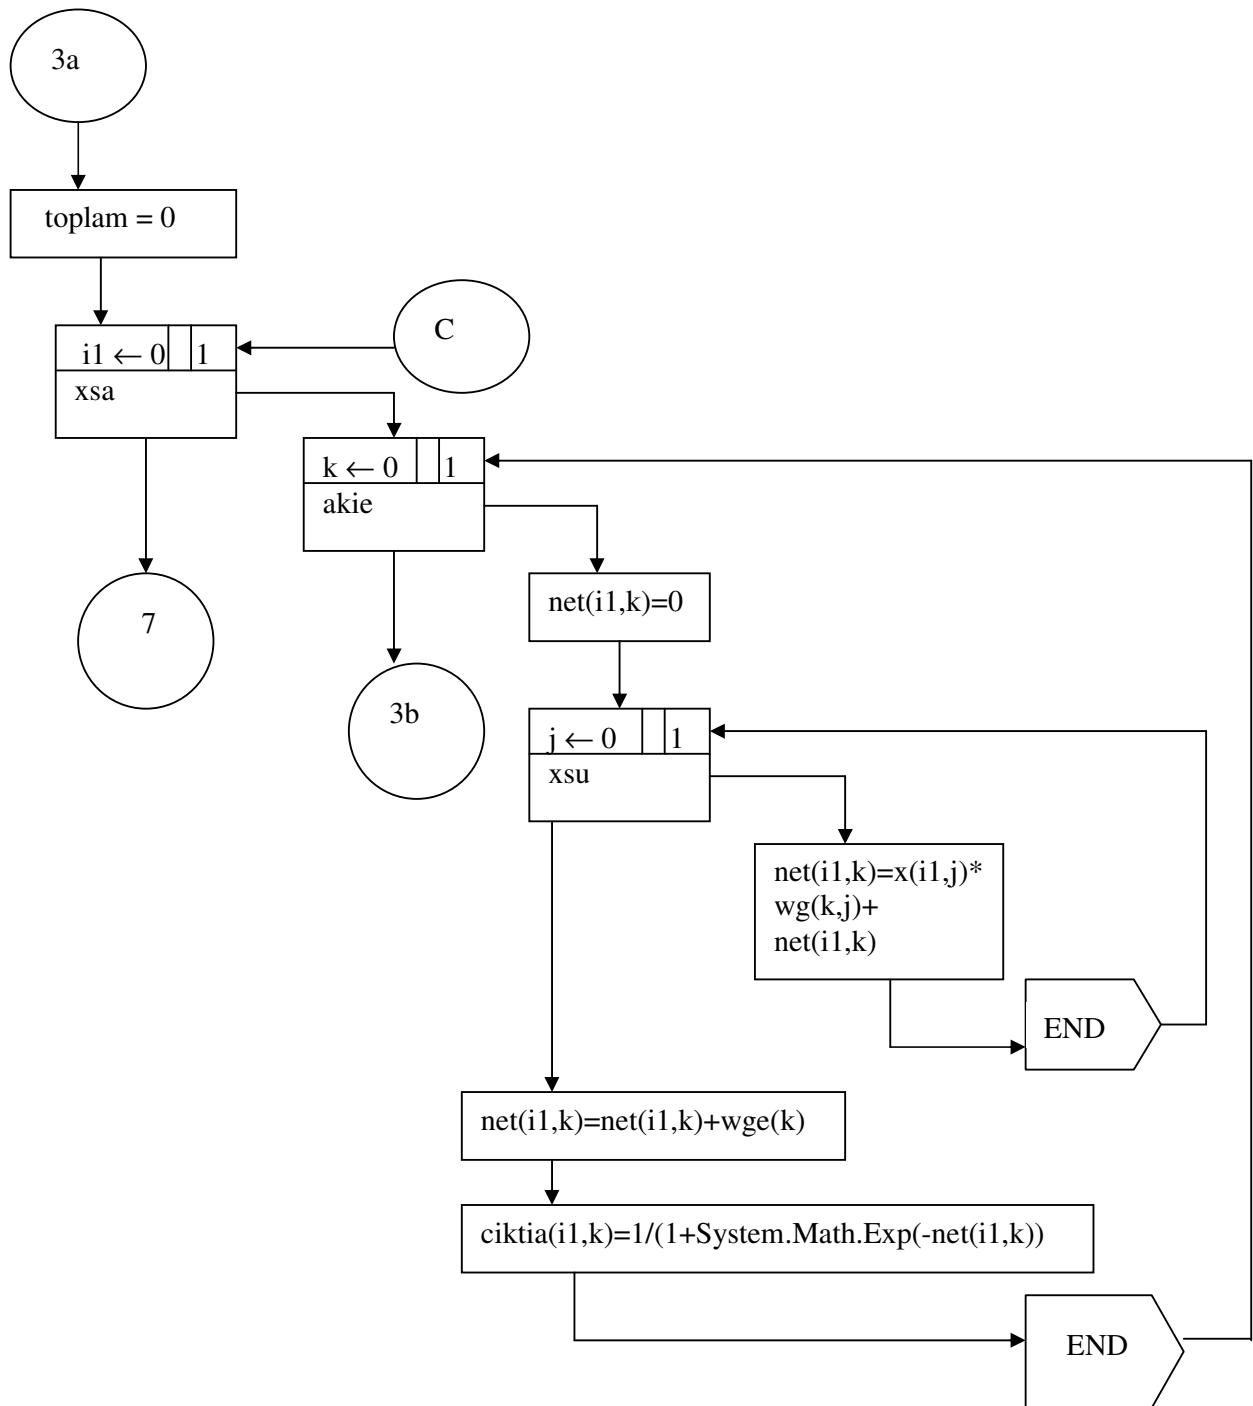 3a
toplam = 0
C
i1 ← 0 1
xsa
k ← 0 1
akie
net(i1,k)=0
7
3b
j ← 0 1
xsu
net(i1,k)=x(i1,j)*
wg(k,j)+
net(i1,k)
END
net(i1,k)=net(i1,k)+wge(k)
ciktia(i1,k)=1/(1+System.Math.Exp(-net(i1,k))
END